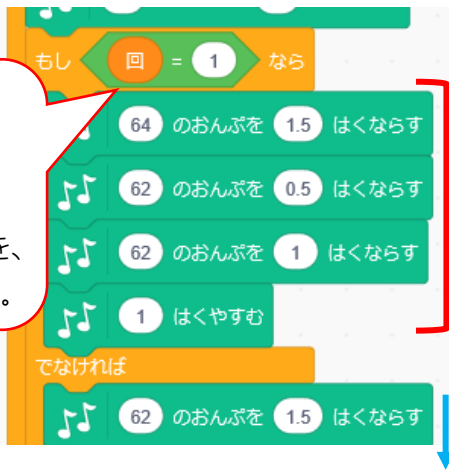 もし 回 = 1 なら
64 のおんぷを 1.5 はくならす
62 のおんぷを 0.5 はくならす
を、
62 のおんぷを 1 はくならす
。
1 はくやすむ
でなければ
62 のおんぷを 1.5 はくならす